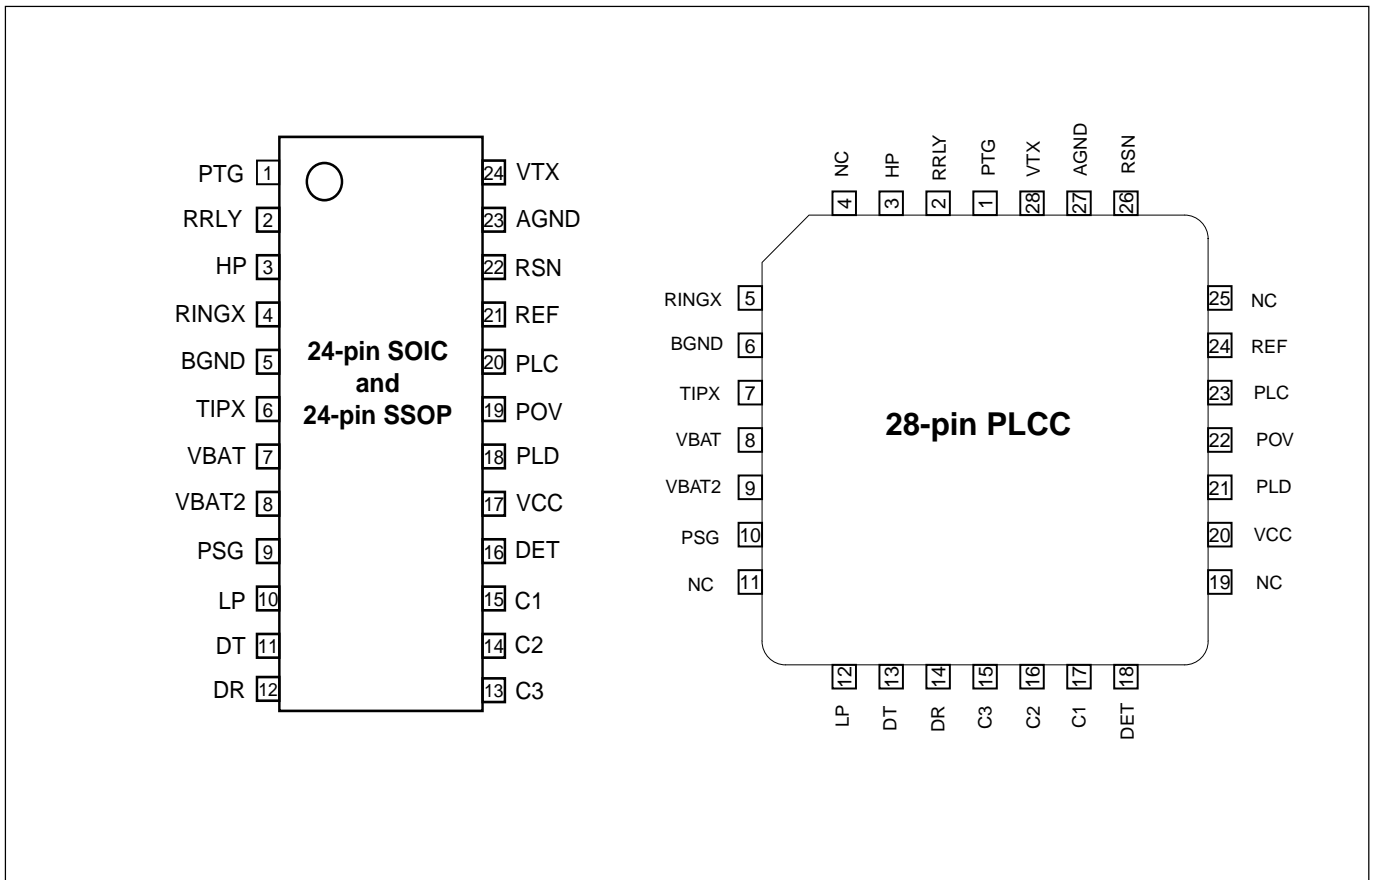 PTG 1
RRLY 2
HP 3
RINGX 4
BGND 5
TIPX 6
VBAT 7
VBAT2 8
PSG 9
LP 10
DT 11
DR 12
24-pin SOIC
and
24-pin SSOP
24 VTX
23 AGND
22 RSN
21 REF
20 PLC
19 POV
18 PLD
17 VCC
16 DET
15 C1
14 C2
13 C3
NC HP RRLY PTG VTX AGND RSN
4 3 2 1 28 27 26
RINGX 5
BGND 6
TIPX 7
VBAT 8
VBAT2 9
PSG 10
NC 11
28-pin PLCC
25 NC
24 REF
23 PLC
22 POV
21 PLD
20 VCC
19 NC
12 13 14 15 16 17 18
LP DT DR C3 C2 C1 DET